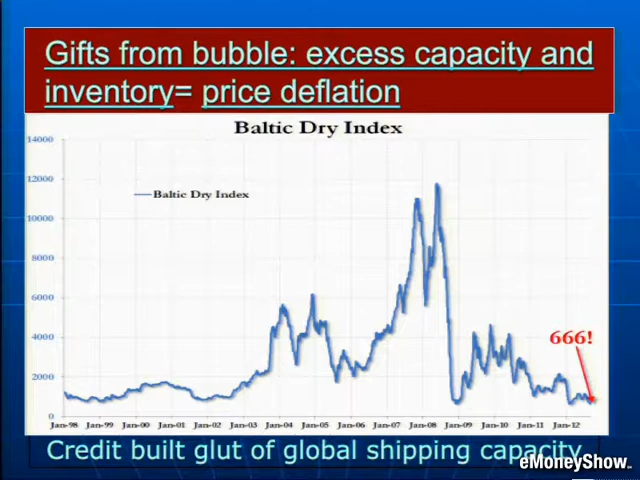 Gifts from bubble: excess capacity and
inventory= price deflation
Baltic Dry Index
14000
12000
Baltic Dry Index
10000
8000
6000
666!
4000
2000
0
Jan-98 Jan-99 Jan-00 Jan-01 Jan-02 Jan-03 Jan-04 Jan-05 Jan-06 Jan-07 Jan-08 Jan-09 Jan-10 Jan-11 Jan-12
Credit built glut of global shipping capacity
eMoneyShow.